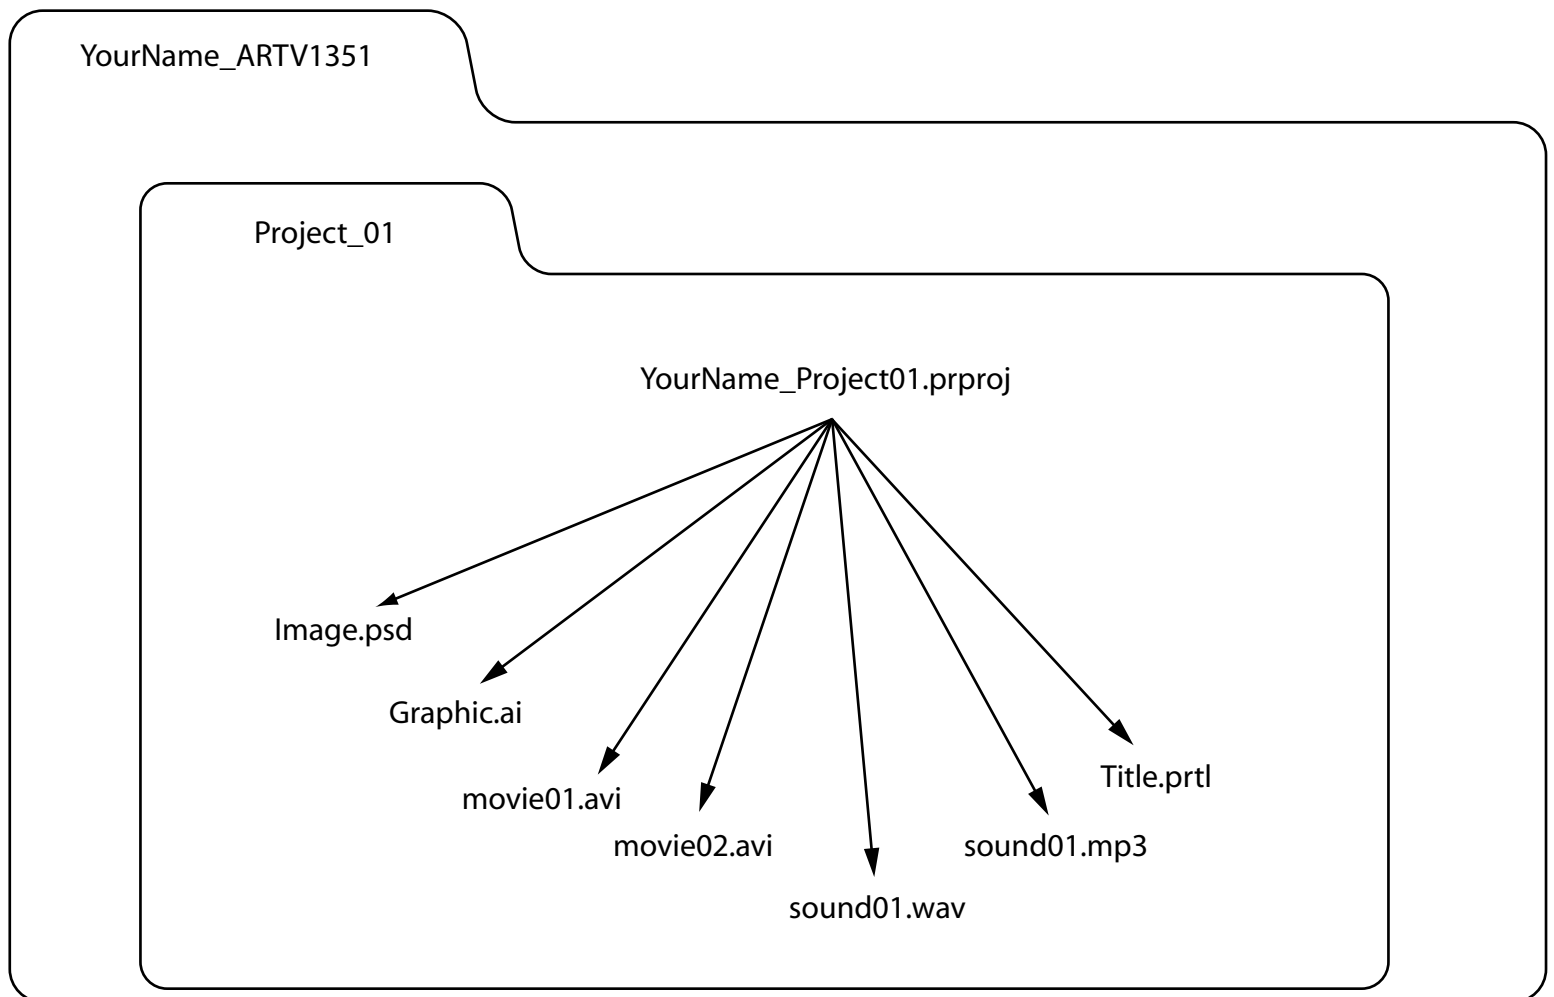 YourName_ARTV1351
Project_01
YourName_Project01.prproj
Image.psd
Graphic.ai
movie01.avi
movie02.avi
sound01.wav
sound01.mp3
Title.prtl